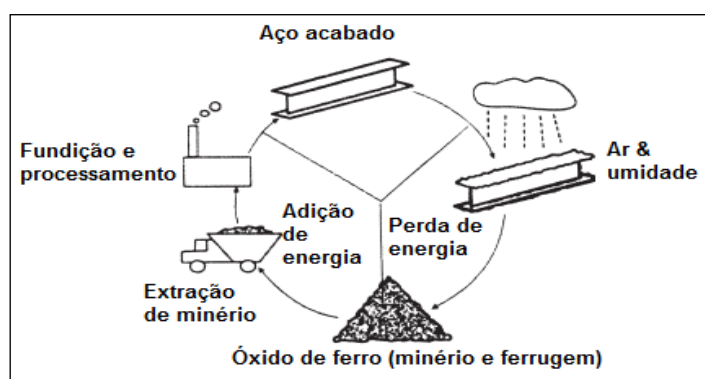 Aço acabado
Fundição e
processamento
Ar &
umidade
Adição
de
energia
Perda de
energia
Extração
de minério
Óxido de ferro (minério e ferrugem)